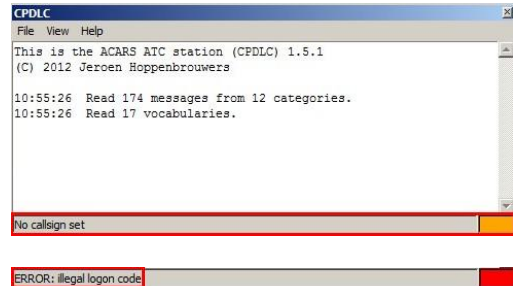 CPDLC
File View Help
This is the ACARS ATC station (CPDLC) 1.5.1
(C) 2012 Jeroen Hoppenbrouwers
10:55:26 Read 174 messages from 12 categories.
10:55:26 Read 17 vocabularies.
No callsign set
ERROR: illegal logon code